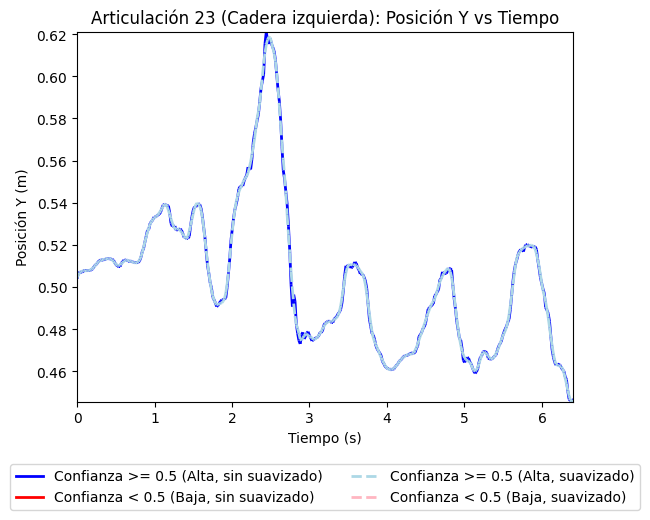 Articulación 23 (Cadera izquierda): Posición Y vs Tiempo
0.62
0.60
0.58
0.56
0.54
0.52
0.50
0.48
0.46
Posición Y (m)
0 1 2 3 4 5 6
Tiempo (s)
Confianza >= 0.5 (Alta, sin suavizado)
Confianza < 0.5 (Baja, sin suavizado)
Confianza >= 0.5 (Alta, suavizado)
Confianza < 0.5 (Baja, suavizado)